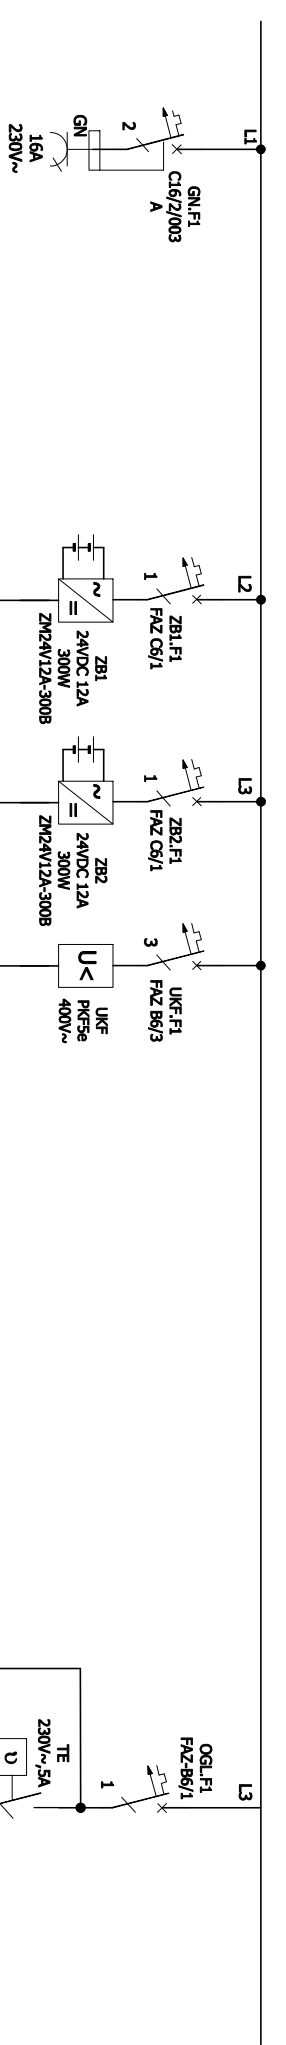 L1
GN.F1
C16/2/003
A
2
GN
16A
230V~
L2
ZB1.F1
FAZ C6/1
1
~
=
ZB1
24VDC 12A
300W
ZM24V12A-300B
L3
ZB2.F1
FAZ C6/1
1
~
=
ZB2
24VDC 12A
300W
ZM24V12A-300B
UKF.F1
FAZ B6/3
3
U<
UKF
PKF5e
400V~
L3
OGL.F1
FAZ-B6/1
1
TE
230V~,5A